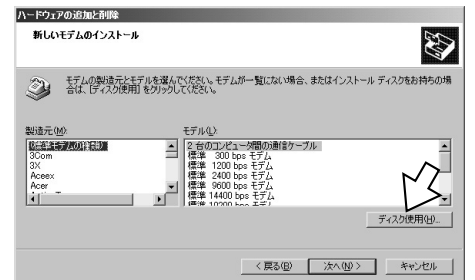 ハードウェアの追加と削除
新しいモデムのインストール
モデムの製造元とモデルを選んでください。モデムが一覧にない場合、またはインストール ディスクをお持ちの場
合は、[ディスク使用] をクリックしてください。
製造元(M):
(標準モデムの種類)
3Com
3X
Aceex
Acer
モデル(L):
2 台のコンピュータ間の通信ケーブル
標準 300 bps モデム
標準 1200 bps モデム
標準 2400 bps モデム
標準 9600 bps モデム
標準 14400 bps モデム
標準 19200 bps モデム
ディスク使用(H)...
< 戻る(B)
次へ(N) >
キャンセル